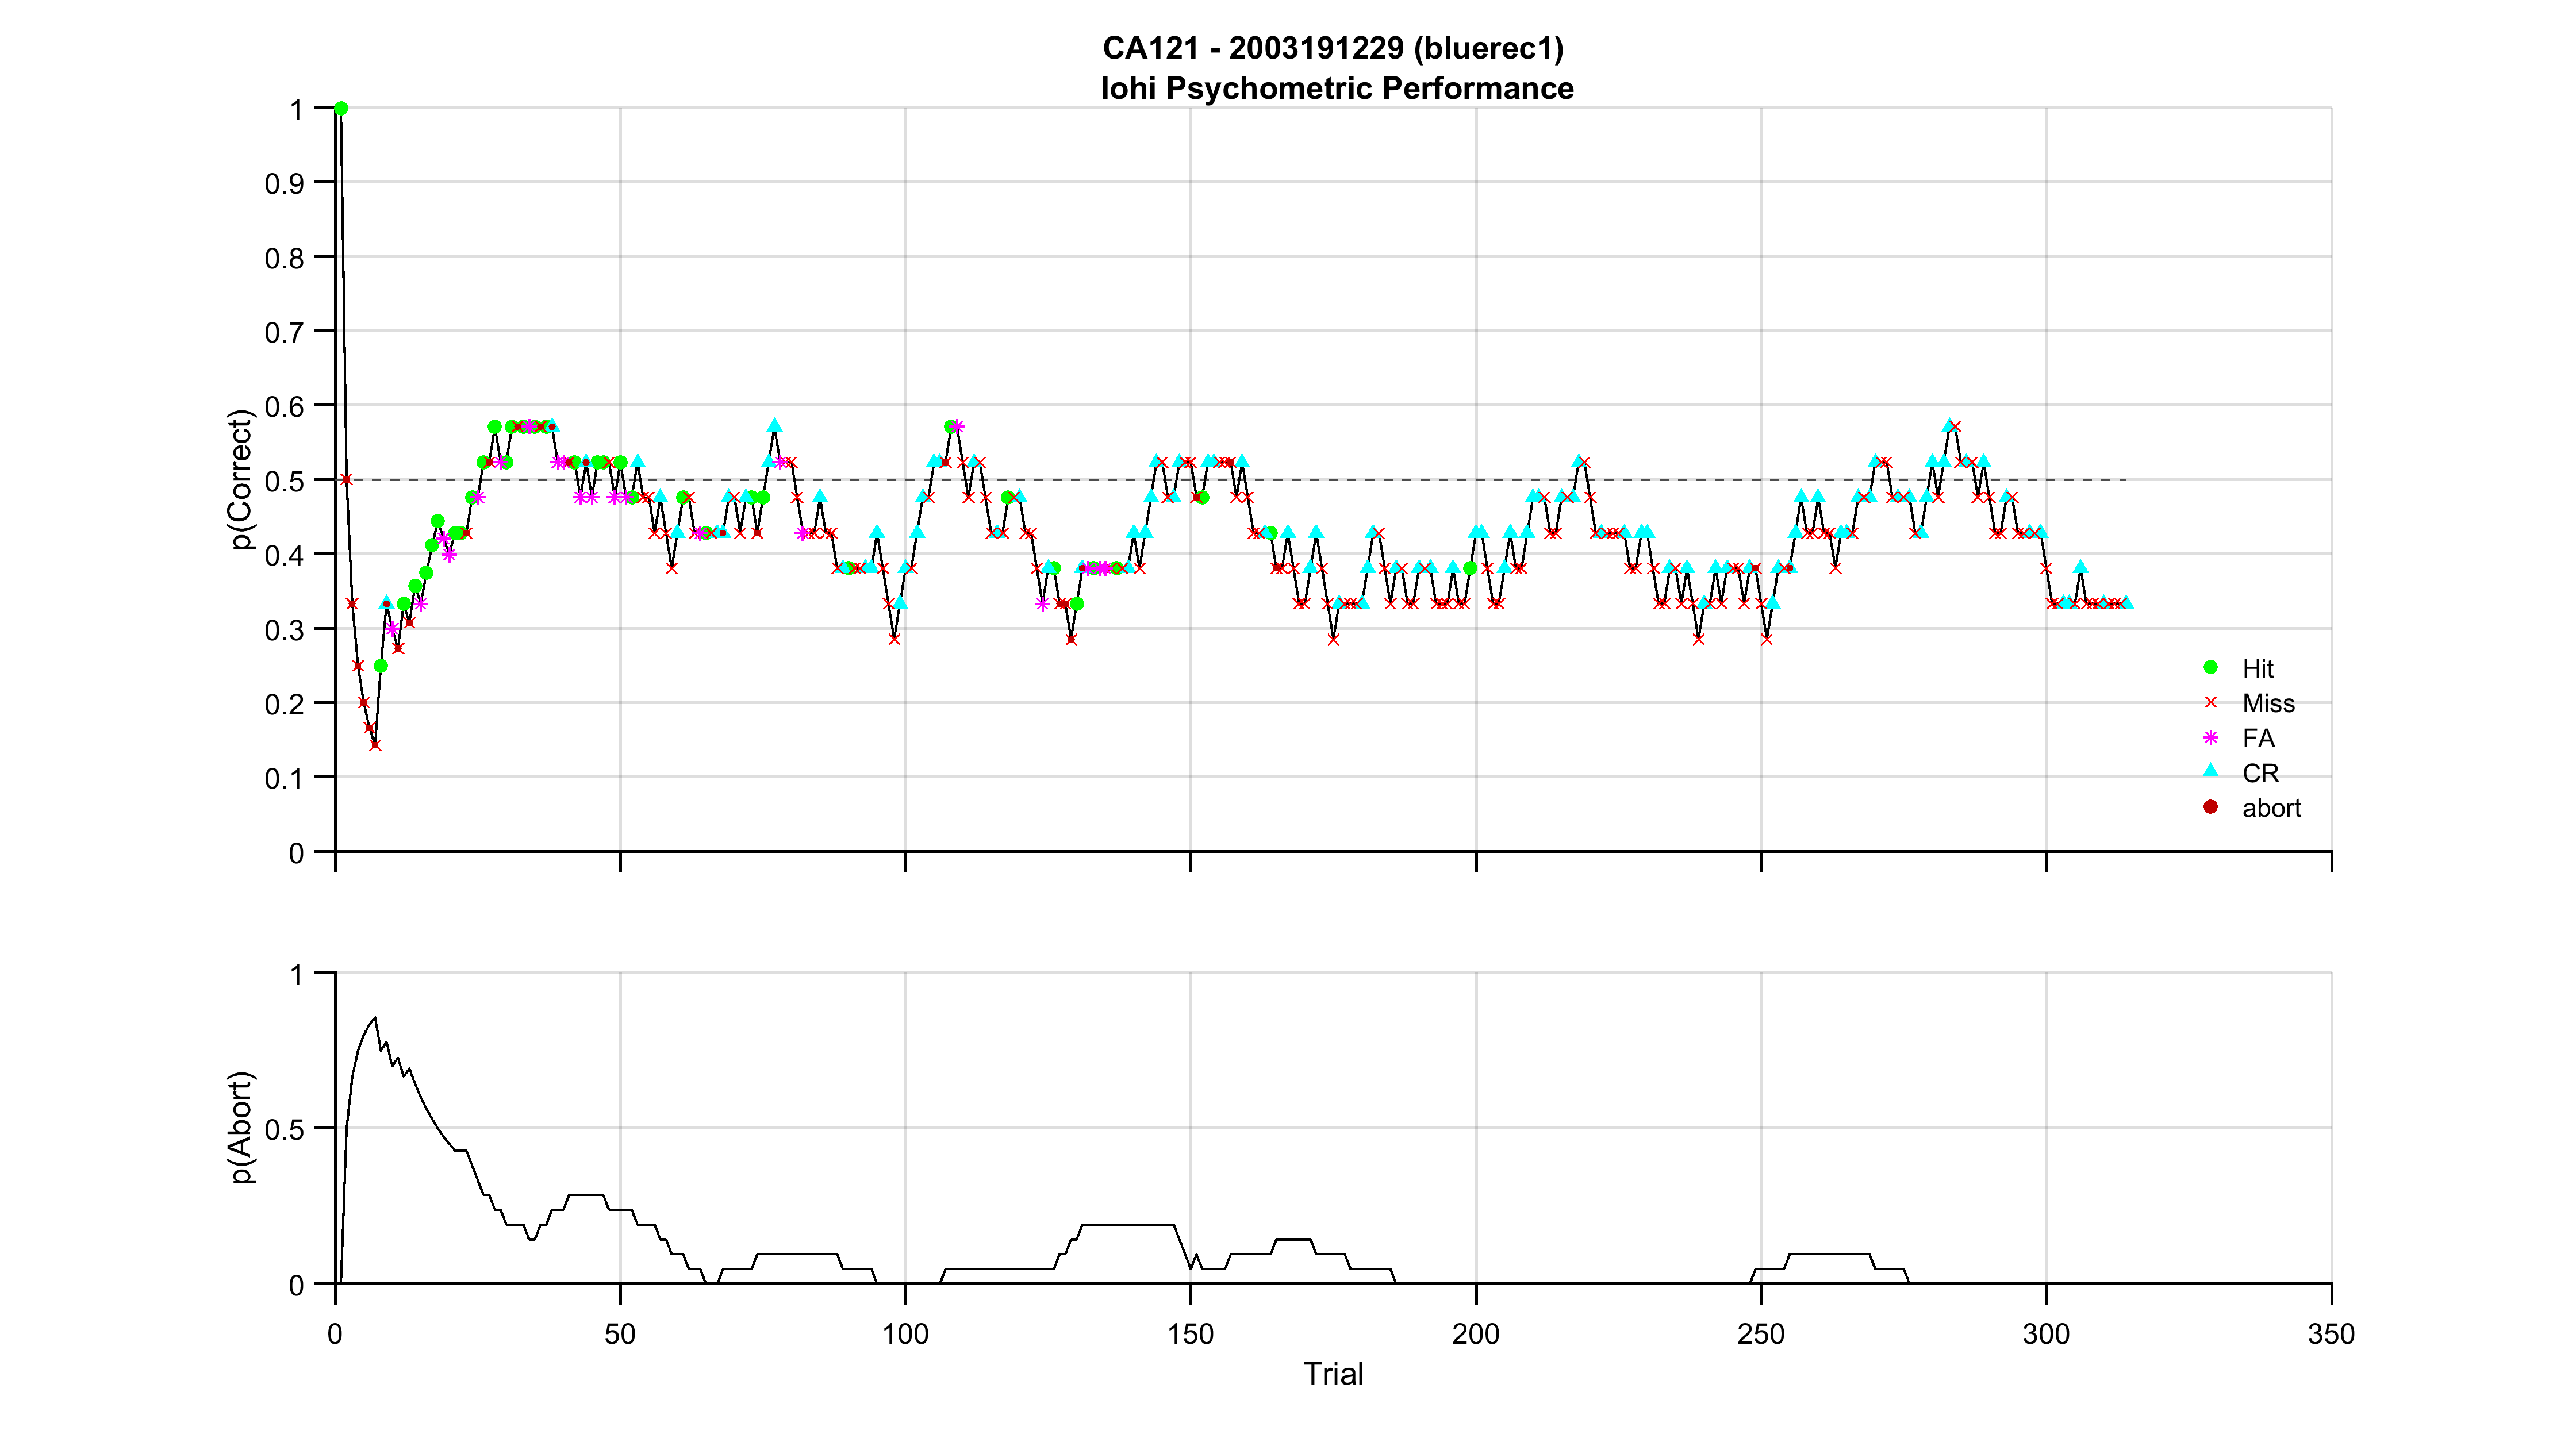 CA121 - 2003191229 (bluerec1)
lohi Psychometric Performance
p(Correct)
1
0.9
0.8
0.7
0.6
0.5
0.4
0.3
0.2
0.1
0
Hit
Miss
FA
CR
abort
p(Abort)
1
0.5
0
0 50 100 150 200 250 300 350
Trial